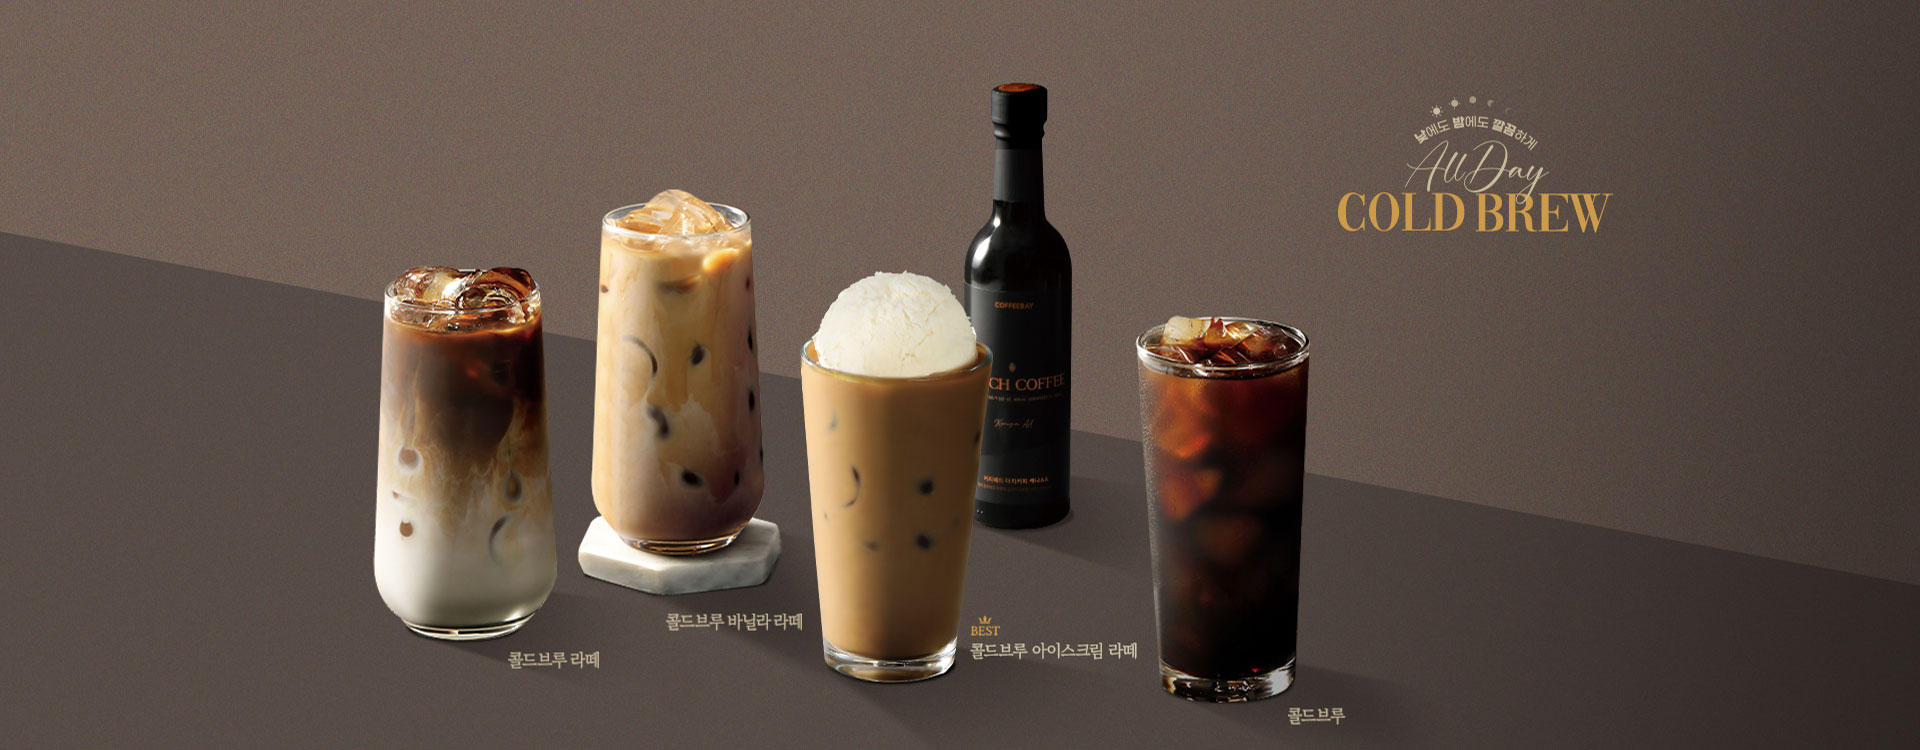 낮에도 밤에도 깔끔하게
All Day
COLD BREW
COFFEEBAY
CH COFFEE
콜드브루 라떼
콜드브루 바닐라 라떼
BEST
콜드브루 아이스크림 라떼
콜드브루